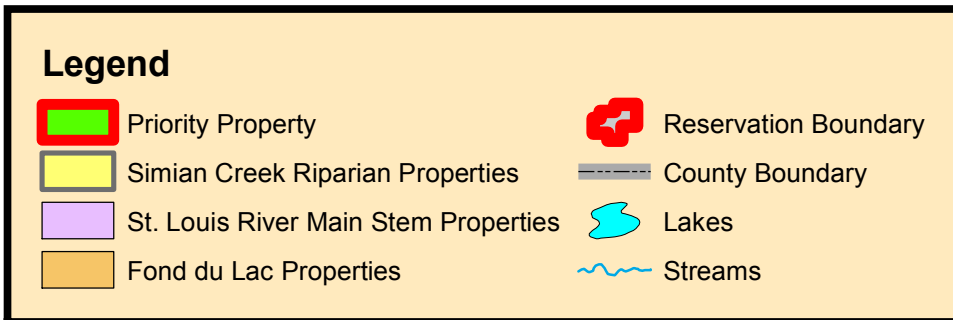 Legend
Priority Property
Simian Creek Riparian Properties
St. Louis River Main Stem Properties
Fond du Lac Properties
Reservation Boundary
County Boundary
Lakes
Streams